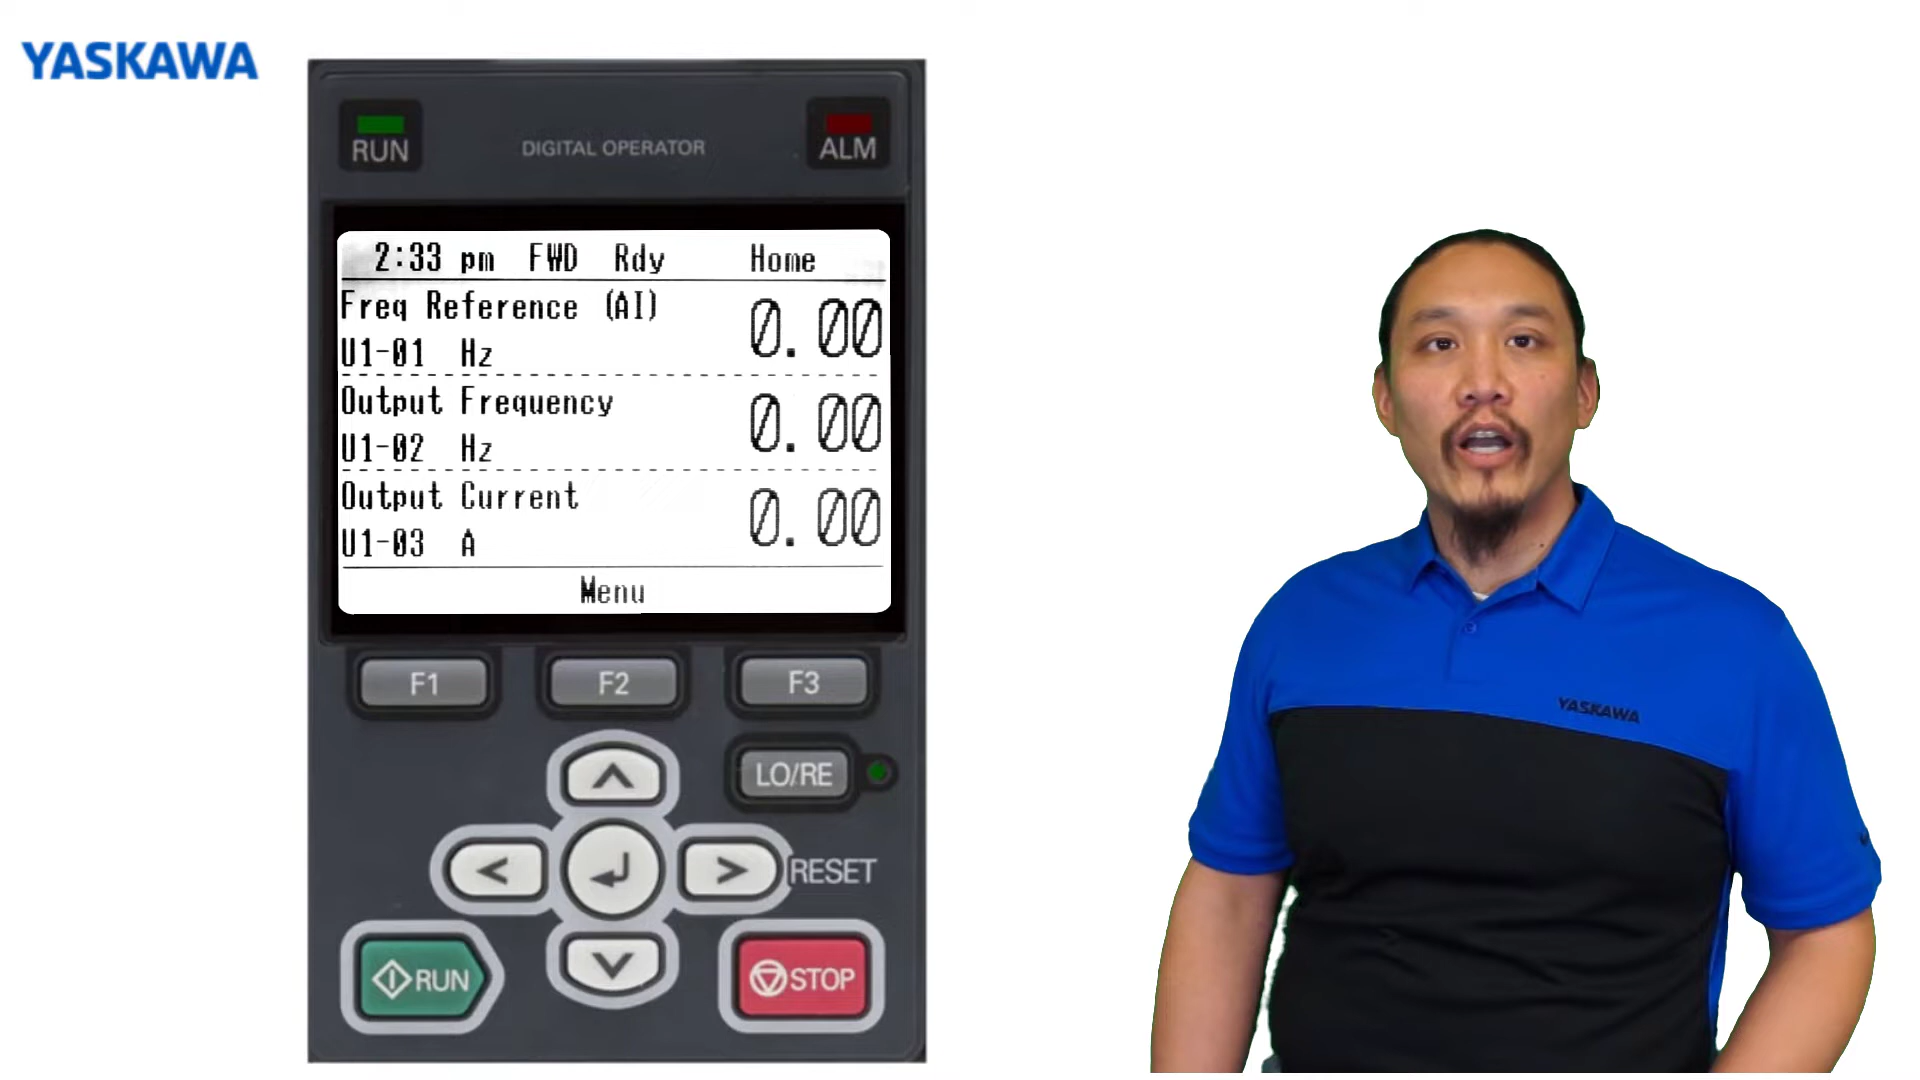 YASKAWA
RUN
DIGITAL OPERATOR
ALM
2:33 pm FWD Rdy Home
Freq Reference (AI)
U1-01 Hz
0.00
Output Frequency
U1-02 Hz
0.00
Output Current
U1-03 A
0.00
Menu
F1
F2
F3
LO/RE
RESET
RUN
STOP
YASKAWA